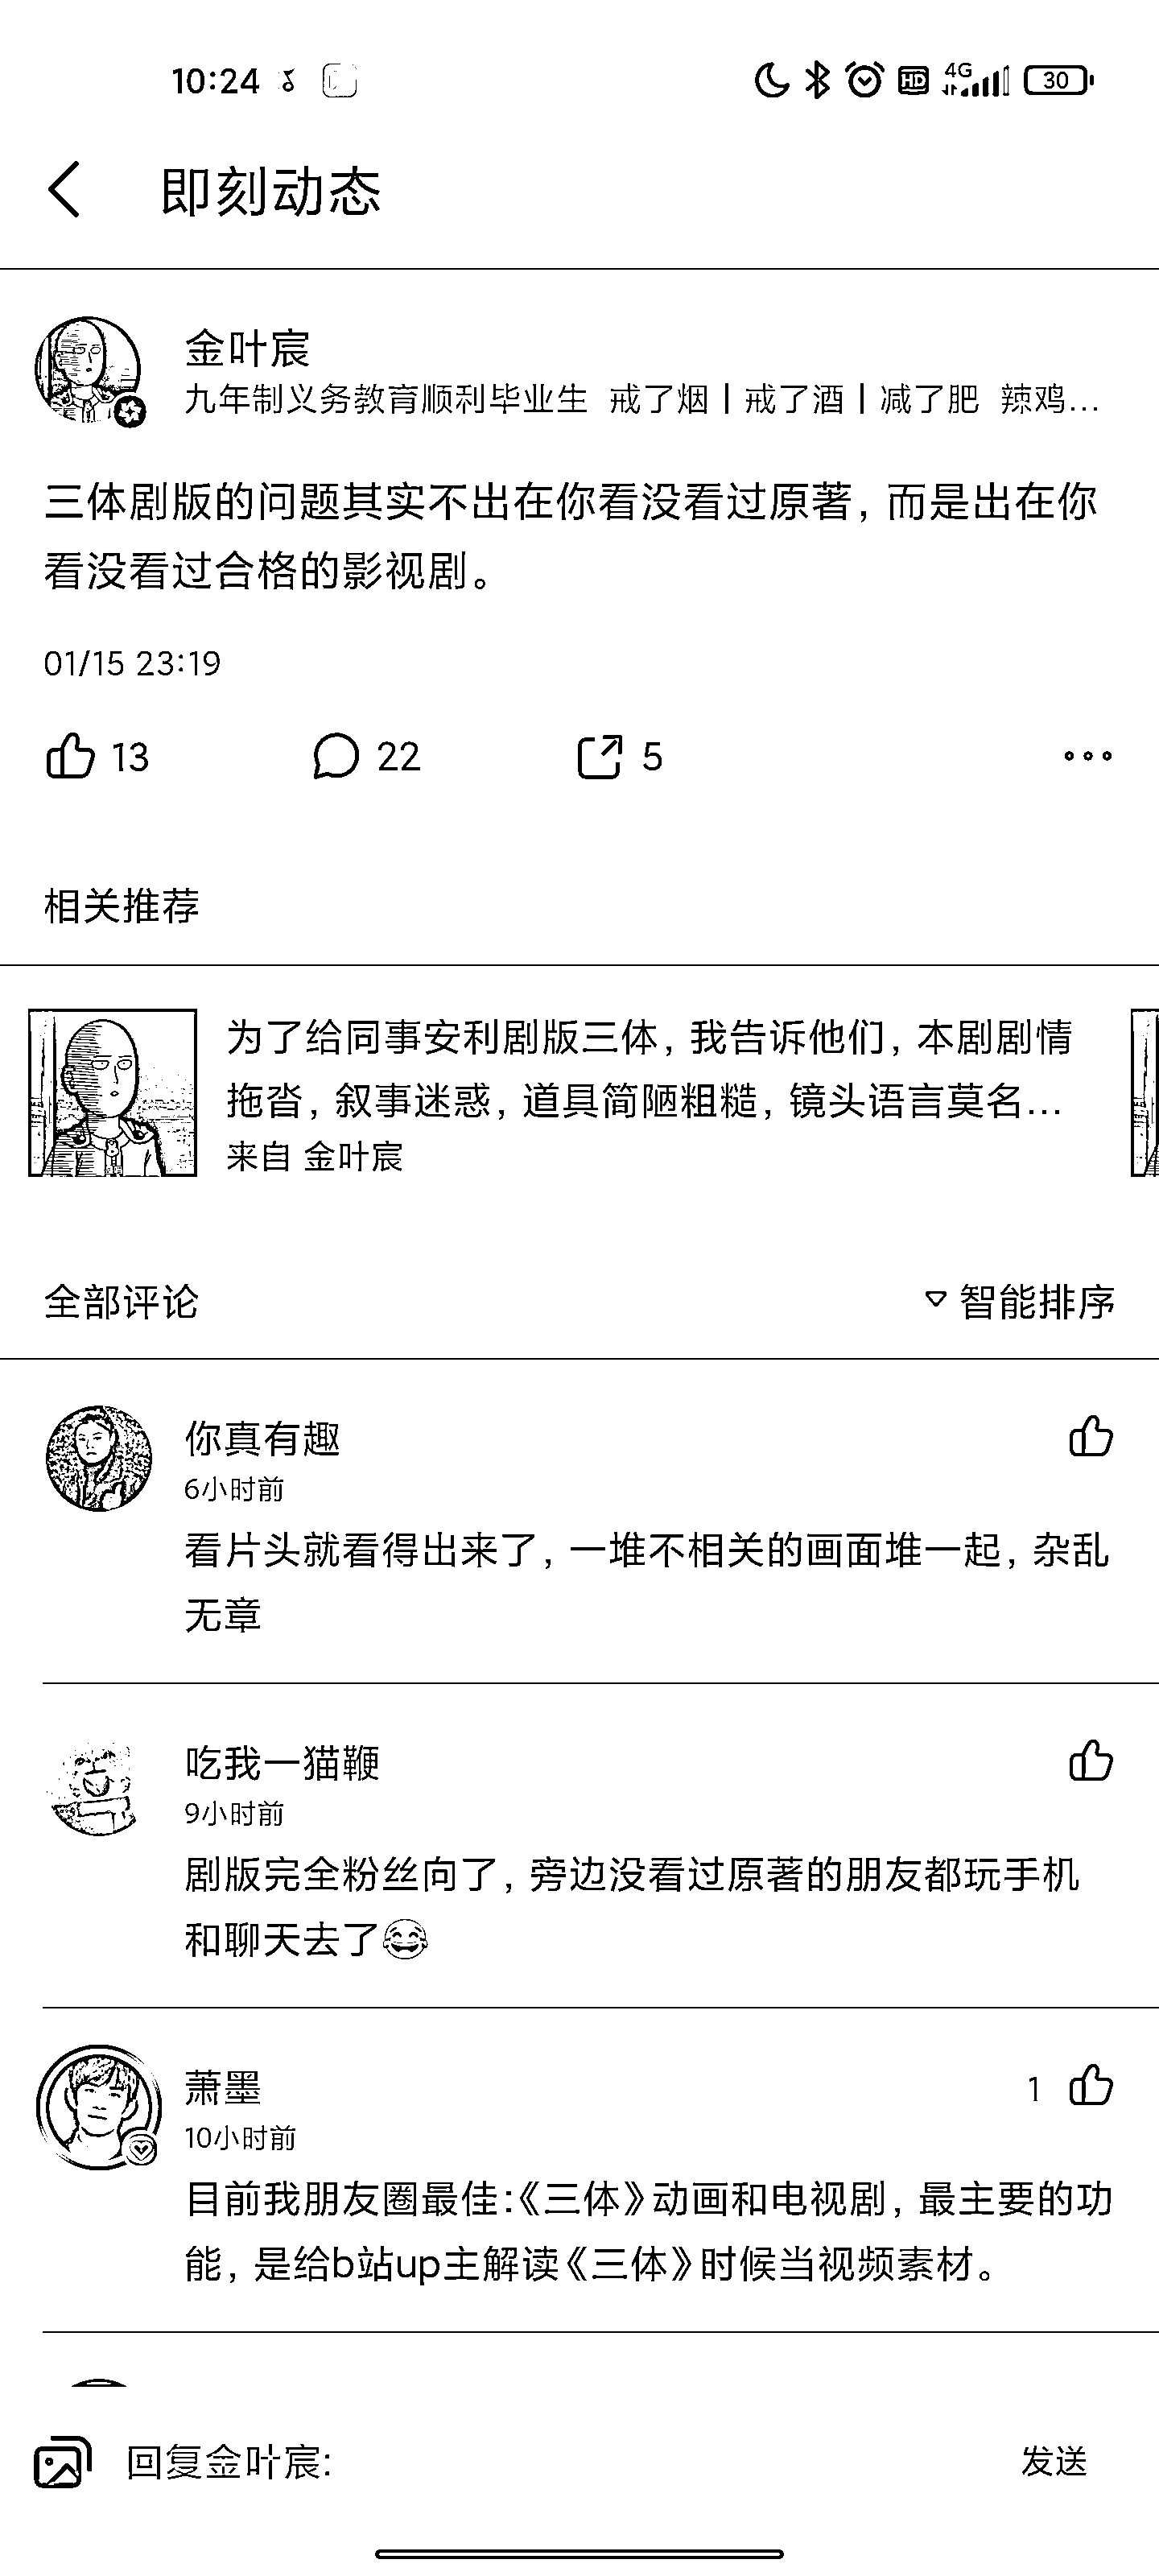 10:24
HD 4G 30
即刻动态
金叶宸
九年制义务教育顺利毕业生 戒了烟丨戒了酒丨减了肥 辣鸡...
三体剧版的问题其实不出在你看没看过原著，而是出在你
看没看过合格的影视剧。
01/15 23:19
13 22 5
相关推荐
为了给同事安利剧版三体，我告诉他们，本剧剧情
拖沓，叙事迷惑，道具简陋粗糙，镜头语言莫名...
来自 金叶宸
全部评论 智能排序
你真有趣
6小时前
看片头就看得出来了，一堆不相关的画面堆一起，杂乱
无章
吃我一猫鞭
9小时前
剧版完全粉丝向了，旁边没看过原著的朋友都玩手机
和聊天去了😂
萧墨 1
10小时前
目前我朋友圈最佳:《三体》动画和电视剧，最主要的功
能，是给b站up主解读《三体》时候当视频素材。
回复金叶宸: 发送